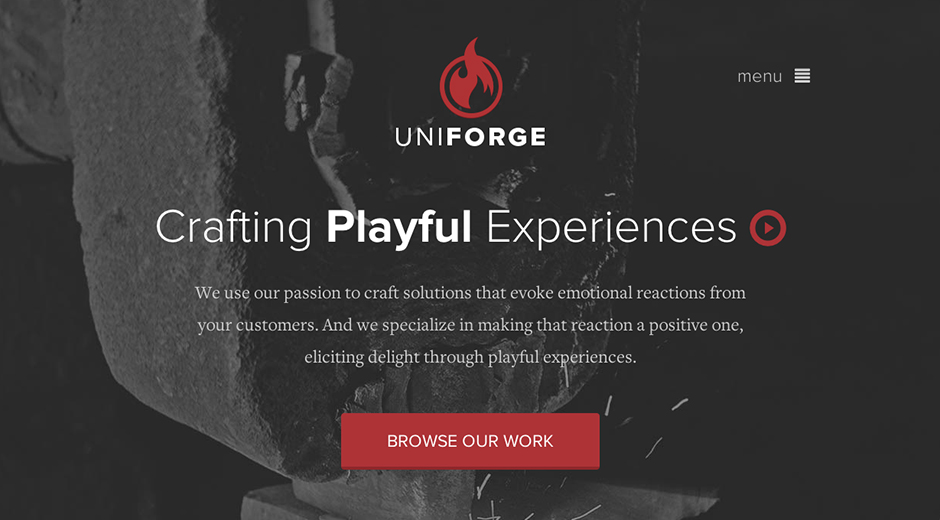 menu
UNIFORGE
Crafting Playful Experiences
We use our passion to craft solutions that evoke emotional reactions from
your customers. And we specialize in making that reaction a positive one,
eliciting delight through playful experiences.
BROWSE OUR WORK